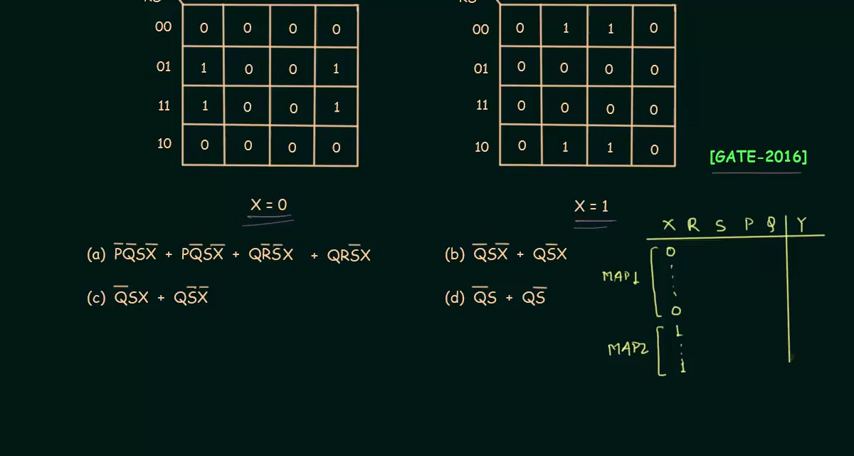 00 0 0 0 0
01 1 0 0 1
11 1 0 0 1
10 0 0 0 0
X = 0
00 0 1 1 0
01 0 0 0 0
11 0 0 0 0
10 0 1 1 0
X = 1
[GATE-2016]
(a) P̅Q̅SX̅ + PQ̅SX̅ + QR̅S̅X + QRS̅X
(b) Q̅SX̅ + QS̅X
(c) Q̅SX + QS̅X̅
(d) Q̅S + QS̅
X R S P Q Y
MAP1
0
0
MAP2
1
1